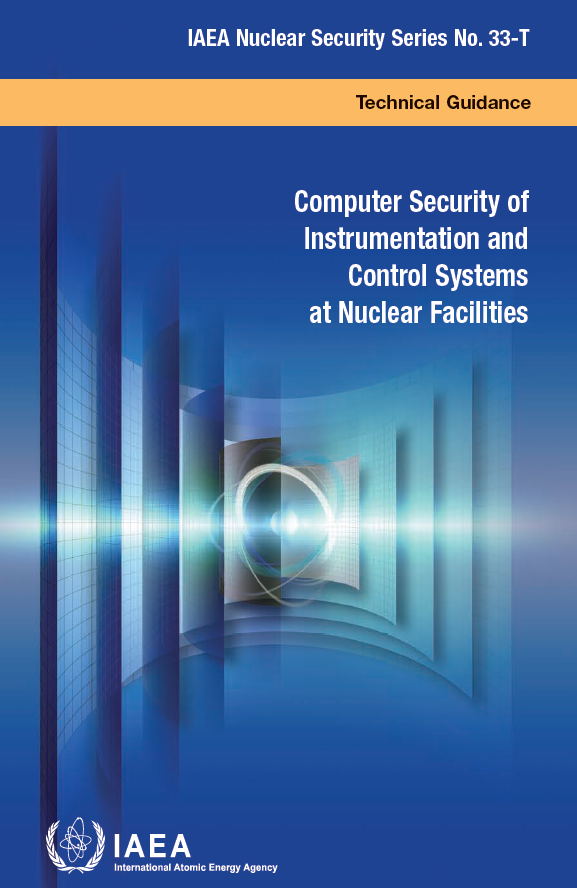 IAEA Nuclear Security Series No. 33-T
Technical Guidance
Computer Security of
Instrumentation and
Control Systems
at Nuclear Facilities
IAEA
International Atomic Energy Agency